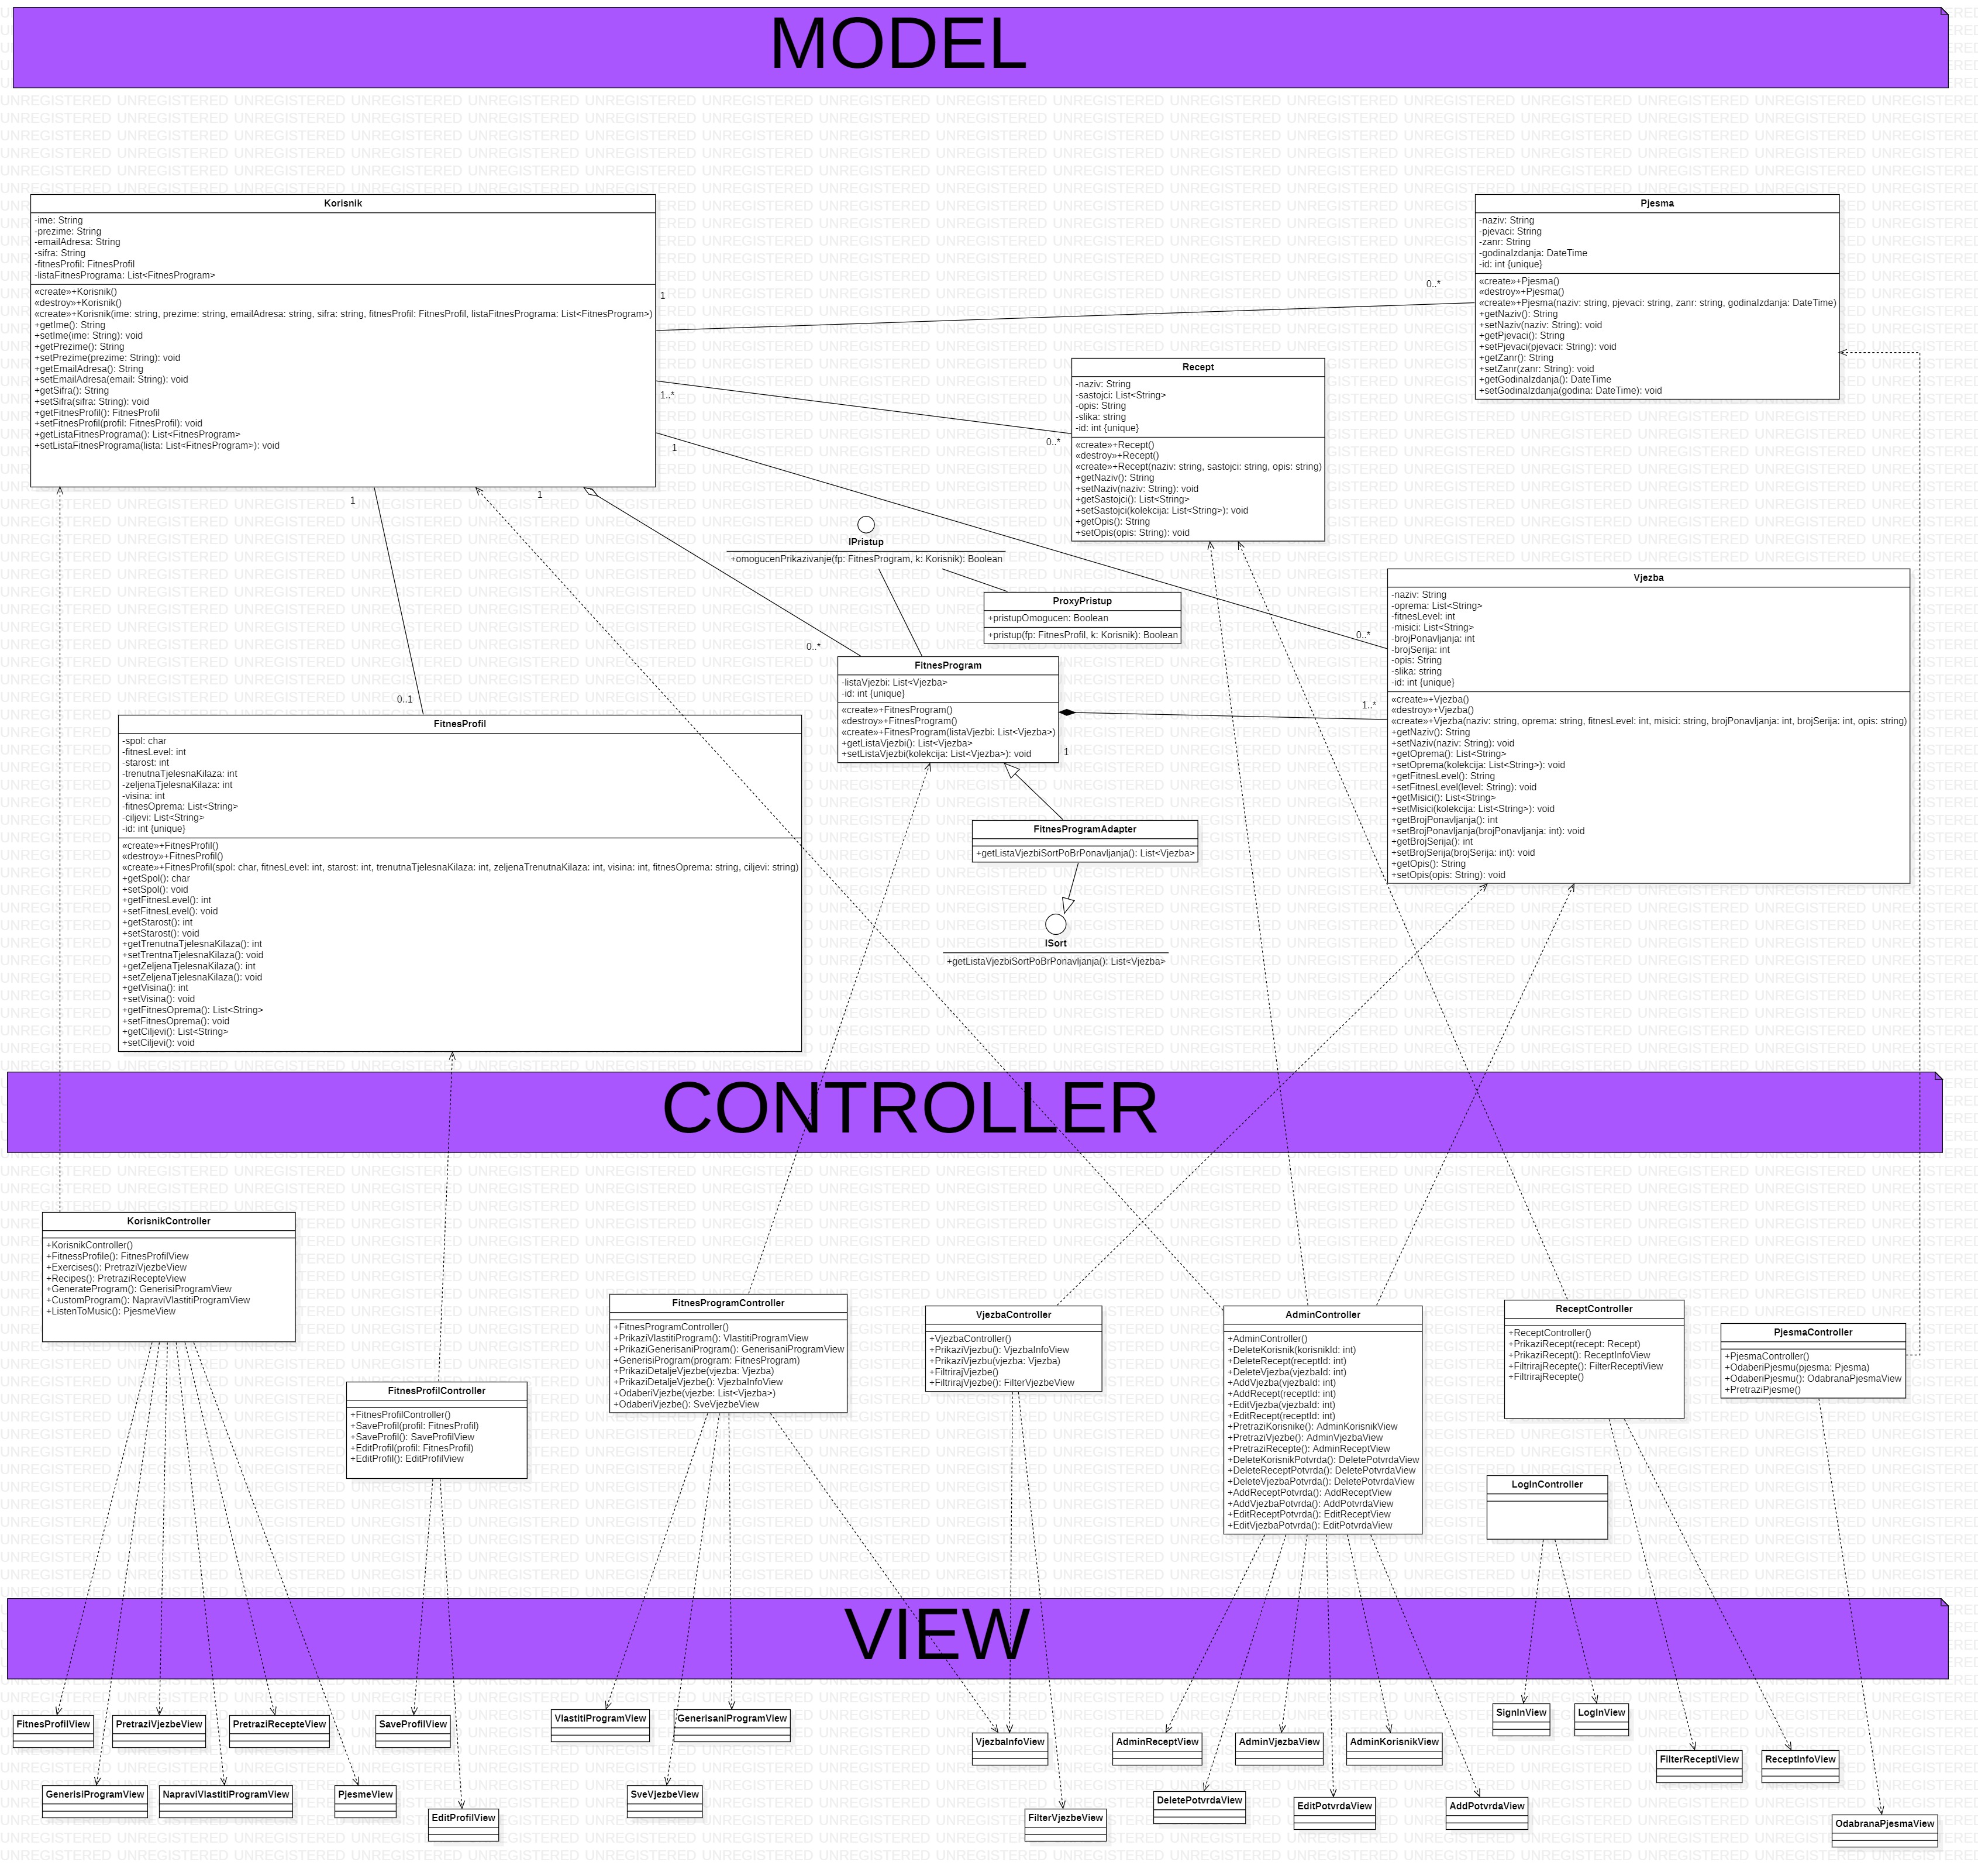 MODEL
Korisnik
-ime: String
-prezime: String
-emailAdresa: String
-sifra: String
-fitnesProfil: FitnesProfil
-listaFitnesPrograma: List<FitnesProgram>
«create»+Korisnik()
«destroy»+Korisnik()
«create»+Korisnik(ime: string, prezime: string, emailAdresa: string, sifra: string, fitnesProfil: FitnesProfil, listaFitnesPrograma: List<FitnesProgram>)
+getIme(): String
+setIme(ime: String): void
+getPrezime(): String
+setPrezime(prezime: String): void
+getEmailAdresa(): String
+setEmailAdresa(email: String): void
+getSifra(): String
+setSifra(sifra: String): void
+getFitnesProfil(): FitnesProfil
+setFitnesProfil(profil: FitnesProfil): void
+getListaFitnesPrograma(): List<FitnesProgram>
+setListaFitnesPrograma(lista: List<FitnesProgram>): void
Pjesma
-naziv: String
-pjevaci: String
-zanr: String
-godinaIzdanja: DateTime
-id: int {unique}
«create»+Pjesma()
«destroy»+Pjesma()
«create»+Pjesma(naziv: string, pjevaci: string, zanr: string, godinaIzdanja: DateTime)
+getNaziv(): String
+setNaziv(naziv: String): void
+getPjevaci(): String
+setPjevaci(pjevaci: String): void
+getZanr(): String
+setZanr(zanr: String): void
+getGodinaIzdanja(): DateTime
+setGodinaIzdanja(godina: DateTime): void
1
0..*
1..*
0..*
1
0..*
1
0..1
1
0..*
Recept
-naziv: String
-sastojci: List<String>
-opis: String
-slika: string
-id: int {unique}
«create»+Recept()
«destroy»+Recept()
«create»+Recept(naziv: string, sastojci: string, opis: string)
+getNaziv(): String
+setNaziv(naziv: String): void
+getSastojci(): List<String>
+setSastojci(kolekcija: List<String>): void
+getOpis(): String
+setOpis(opis: String): void
IPristup
+omogucenPrikazivanje(fp: FitnesProgram, k: Korisnik): Boolean
ProxyPristup
+pristupOmogucen: Boolean
+pristup(fp: FitnesProfil, k: Korisnik): Boolean
Vjezba
-naziv: String
-oprema: List<String>
-fitnesLevel: int
-misici: List<String>
-brojPonavljanja: int
-brojSerija: int
-opis: String
-slika: string
-id: int {unique}
«create»+Vjezba()
«destroy»+Vjezba()
«create»+Vjezba(naziv: string, oprema: string, fitnesLevel: int, misici: string, brojPonavljanja: int, brojSerija: int, opis: string)
+getNaziv(): String
+setNaziv(naziv: String): void
+getOprema(): List<String>
+setOprema(kolekcija: List<String>): void
+getFitnesLevel(): String
+setFitnesLevel(level: String): void
+getMisici(): List<String>
+setMisici(kolekcija: List<String>): void
+getBrojPonavljanja(): int
+setBrojPonavljanja(brojPonavljanja: int): void
+getBrojSerija(): int
+setBrojSerija(brojSerija: int): void
+getOpis(): String
+setOpis(opis: String): void
FitnesProgram
-listaVjezbi: List<Vjezba>
-id: int {unique}
«create»+FitnesProgram()
«destroy»+FitnesProgram()
«create»+FitnesProgram(listaVjezbi: List<Vjezba>)
+getListaVjezbi(): List<Vjezba>
+setListaVjezbi(kolekcija: List<Vjezba>): void
1
1..*
FitnesProfil
-spol: char
-fitnesLevel: int
-starost: int
-trenutnaTjelesnaKilaza: int
-zeljenaTjelesnaKilaza: int
-visina: int
-fitnesOprema: List<String>
-ciljevi: List<String>
-id: int {unique}
«create»+FitnesProfil()
«destroy»+FitnesProfil()
«create»+FitnesProfil(spol: char, fitnesLevel: int, starost: int, trenutnaTjelesnaKilaza: int, zeljenaTrenutnaKilaza: int, visina: int, fitnesOprema: string, ciljevi: string)
+getSpol(): char
+setSpol(): void
+getFitnesLevel(): int
+setFitnesLevel(): void
+getStarost(): int
+setStarost(): void
+getTrenutnaTjelesnaKilaza(): int
+setTrentnaTjelesnaKilaza(): void
+getZeljenaTjelesnaKilaza(): int
+setZeljenaTjelesnaKilaza(): void
+getVisina(): int
+setVisina(): void
+getFitnesOprema(): List<String>
+setFitnesOprema(): void
+getCiljevi(): List<String>
+setCiljevi(): void
FitnesProgramAdapter
+getListaVjezbiSortPoBrPonavljanja(): List<Vjezba>
ISort
+getListaVjezbiSortPoBrPonavljanja(): List<Vjezba>
CONTROLLER
KorisnikController
+KorisnikController()
+FitnessProfile(): FitnesProfilView
+Exercises(): PretraziVjezbeView
+Recipes(): PretraziRecepteView
+GenerateProgram(): GenerisiProgramView
+CustomProgram(): NapraviVlastitiProgramView
+ListenToMusic(): PjesmeView
FitnesProfilController
+FitnesProfilController()
+SaveProfil(profil: FitnesProfil)
+SaveProfil(): SaveProfilView
+EditProfil(profil: FitnesProfil)
+EditProfil(): EditProfilView
FitnesProgramController
+FitnesProgramController()
+PrikaziVlastitiProgram(): VlastitiProgramView
+PrikaziGenerisaniProgram(): GenerisaniProgramView
+GenerisiProgram(program: FitnesProgram)
+PrikaziDetaljeVjezbe(vjezba: Vjezba)
+PrikaziDetaljeVjezbe(): VjezbaInfoView
+OdaberiVjezbe(vjezbe: List<Vjezba>)
+OdaberiVjezbe(): SveVjezbeView
VjezbaController
+VjezbaController()
+PrikaziVjezbu(): VjezbaInfoView
+PrikaziVjezbu(vjezba: Vjezba)
+FiltrirajVjezbe()
+FiltrirajVjezbe(): FilterVjezbeView
AdminController
+AdminController()
+DeleteKorisnik(korisnikId: int)
+DeleteRecept(receptId: int)
+DeleteVjezba(vjezbaId: int)
+AddVjezba(vjezbaId: int)
+AddRecept(receptId: int)
+EditVjezba(vjezbaId: int)
+EditRecept(receptId: int)
+PretraziKorisnike(): AdminKorisnikView
+PretraziVjezbe(): AdminVjezbaView
+PretraziRecepte(): AdminReceptView
+DeleteKorisnikPotvrda(): DeletePotvrdaView
+DeleteReceptPotvrda(): DeletePotvrdaView
+DeleteVjezbaPotvrda(): DeletePotvrdaView
+AddReceptPotvrda(): AddReceptView
+AddVjezbaPotvrda(): AddPotvrdaView
+EditReceptPotvrda(): EditReceptView
+EditVjezbaPotvrda(): EditPotvrdaView
ReceptController
+ReceptController()
+PrikaziRecept(recept: Recept)
+PrikaziRecept(): ReceptInfoView
+FiltrirajRecepte(): FilterReceptiView
+FiltrirajRecepte()
PjesmaController
+PjesmaController()
+OdaberiPjesmu(pjesma: Pjesma)
+OdaberiPjesmu(): OdabranaPjesmaView
+PretraziPjesme()
LogInController
VIEW
FitnesProfilView
PretraziVjezbeView
PretraziRecepteView
SaveProfilView
VlastitiProgramView
GenerisaniProgramView
VjezbaInfoView
AdminReceptView
AdminVjezbaView
AdminKorisnikView
SignInView
LogInView
FilterReceptiView
ReceptInfoView
GenerisiProgramView
NapraviVlastitiProgramView
PjesmeView
EditProfilView
SveVjezbeView
FilterVjezbeView
DeletePotvrdaView
EditPotvrdaView
AddPotvrdaView
OdabranaPjesmaView